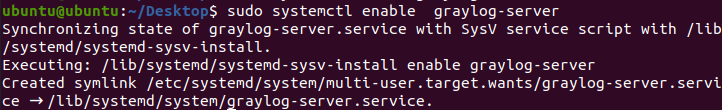 ubuntu@ubuntu:~/Desktop$ sudo systemctl enable  graylog-server
Synchronizing state of graylog-server.service with SysV service script with /lib
/systemd/systemd-sysv-install.
Executing: /lib/systemd/systemd-sysv-install enable graylog-server
Created symlink /etc/systemd/system/multi-user.target.wants/graylog-server.servi
ce → /lib/systemd/system/graylog-server.service.